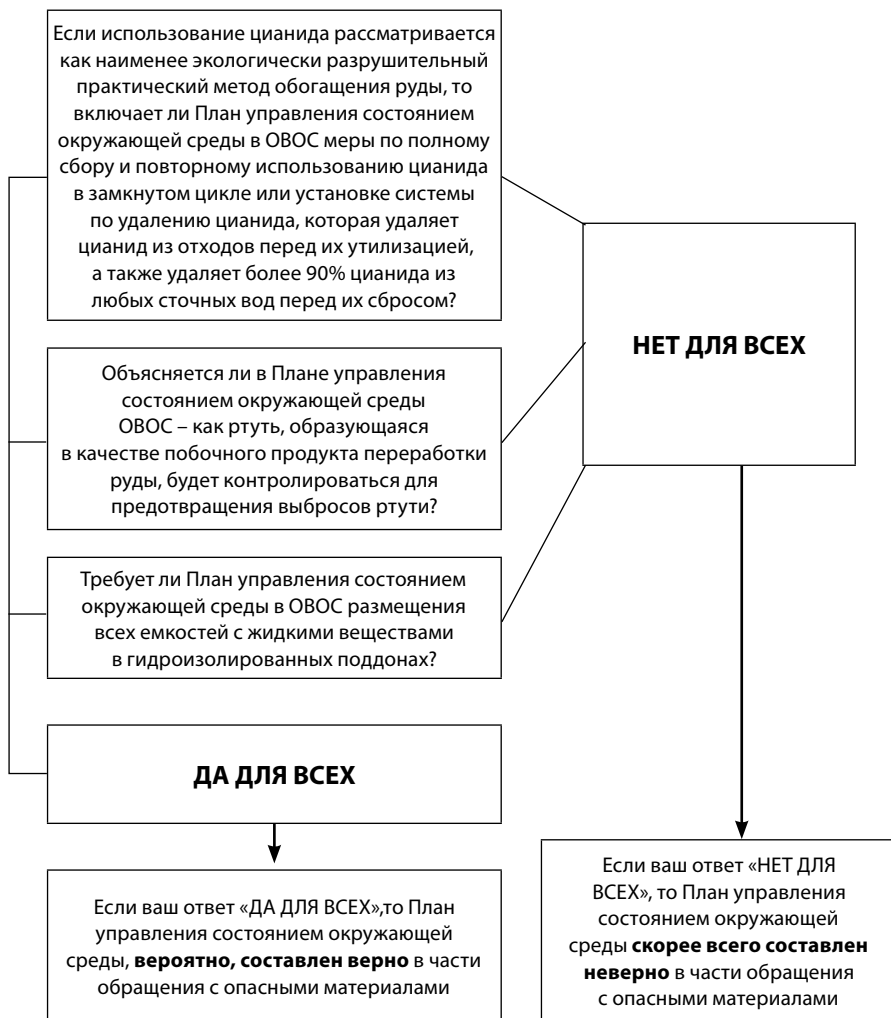 Если использование цианида рассматривается
как наименее экологически разрушительный
практический метод обогащения руды, то
включает ли План управления состоянием
окружающей среды в ОВОС меры по полному
сбору и повторному использованию цианида
в замкнутом цикле или установке системы
по удалению цианида, которая удаляет
цианид из отходов перед их утилизацией,
а также удаляет более 90% цианида из
любых сточных вод перед их сбросом?
НЕТ ДЛЯ ВСЕХ
Объясняется ли в Плане управления
состоянием окружающей среды
ОВОС – как ртуть, образующаяся
в качестве побочного продукта переработки
руды, будет контролироваться для
предотвращения выбросов ртути?
Требует ли План управления состоянием
окружающей среды в ОВОС размещения
всех емкостей с жидкими веществами
в гидроизолированных поддонах?
ДА ДЛЯ ВСЕХ
Если ваш ответ «ДА ДЛЯ ВСЕХ»,то План
управления состоянием окружающей
среды, вероятно, составлен верно в части
обращения с опасными материалами
Если ваш ответ «НЕТ ДЛЯ
ВСЕХ», то План управления
состоянием окружающей
среды скорее всего составлен
неверно в части обращения
с опасными материалами